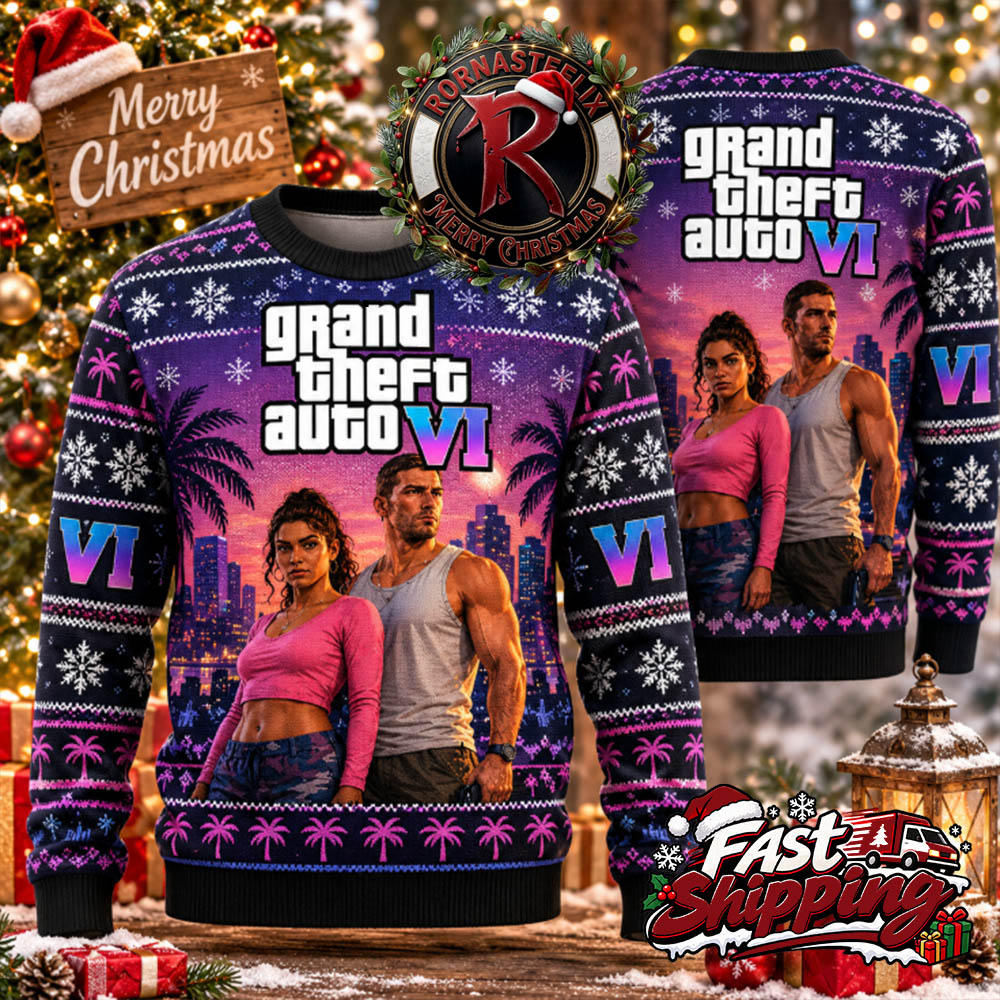 Merry
Christmas
RORNASTEELIX
R
MERRY CHRISTMAS
grand
theft
auto VI
VI
VI
grand
theft
auto VI
VI
FAST
Shipping